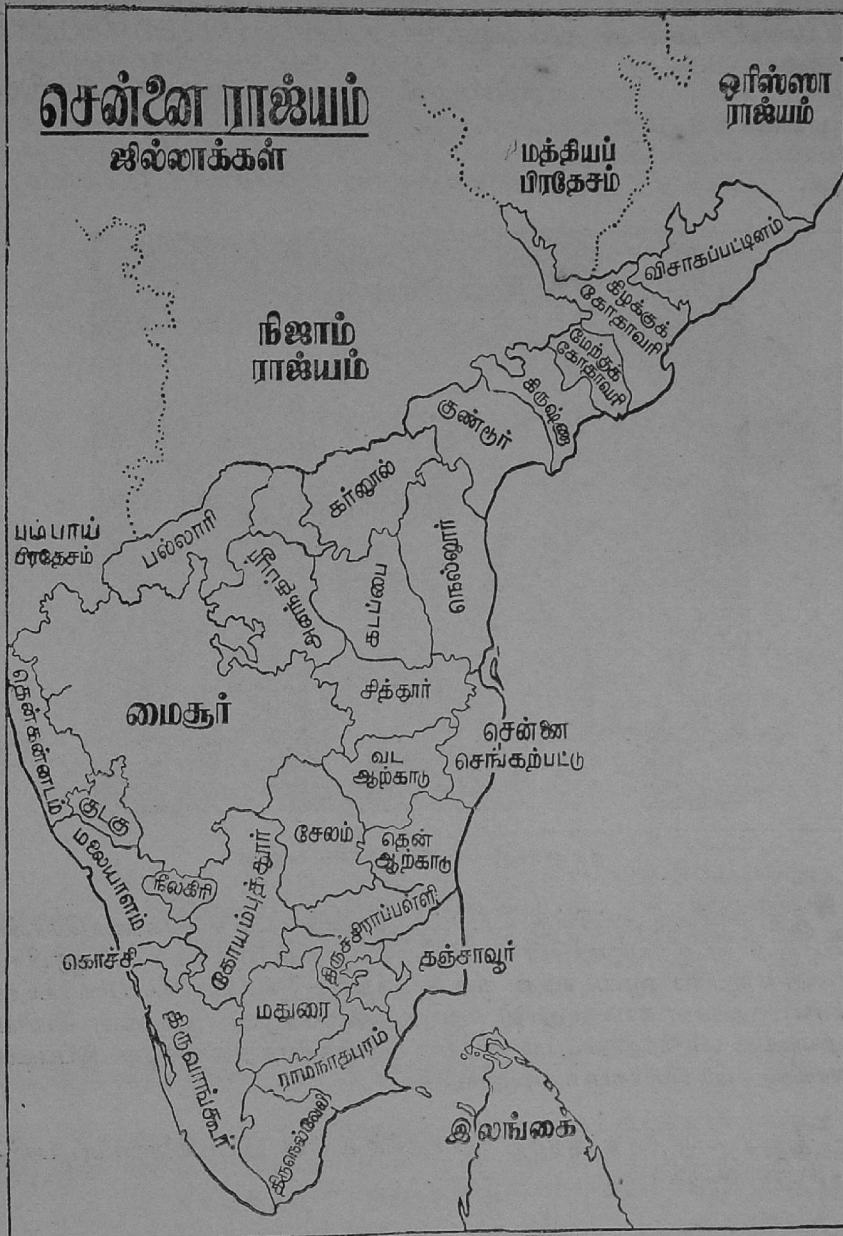 சென்னை ராஜ்யம்
ஜில்லாக்கள்
ஒரிஸ்ஸா
ராஜ்யம்
மத்தியப்
பிரதேசம்
விசாகப்பட்டினம்
கிழக்குக்
கோதாவரி
மேற்குக்
கோதாவரி
நிஜாம்
ராஜ்யம்
கிருஷ்ணா
குண்டூர்
கர்னூல்
பம்பாய்
பிரதேசம்
பல்லாரி
அனந்தப்பூர்
கடப்பை
நெல்லூர்
சித்தூர்
மைசூர்
தென்கன்னடம்
சென்னை
செங்கற்பட்டு
வட
ஆற்காடு
குடகு
சேலம்
தென்
ஆற்காடு
மலையாளம்
நீலகிரி
கோயம்புத்தூர்
திருச்சிராப்பள்ளி
கொச்சி
தஞ்சாவூர்
மதுரை
திருவாங்கூர்
ராமநாதபுரம்
திருநெல்வேலி
இலங்கை